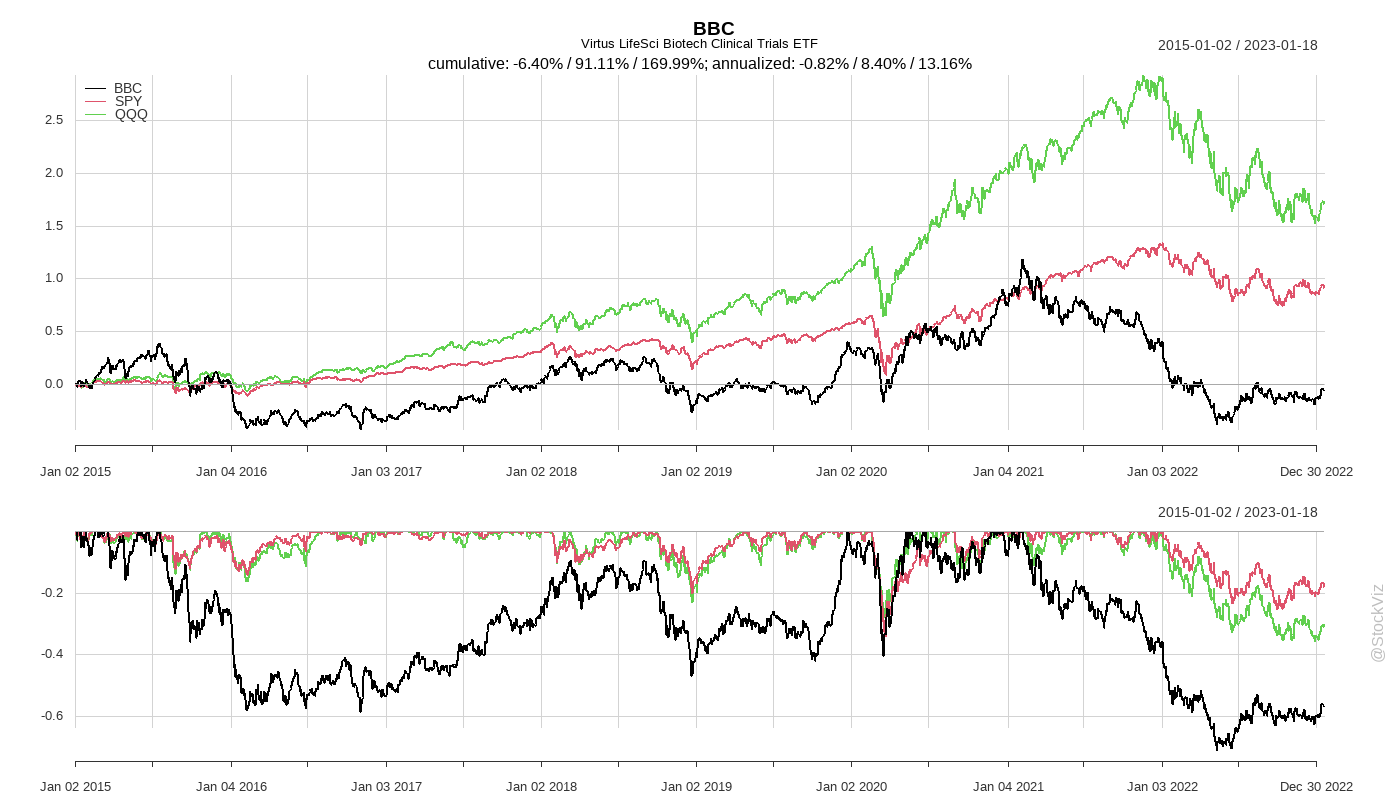 BBC
Virtus LifeSci Biotech Clinical Trials ETF
2015-01-02 / 2023-01-18
cumulative: -6.40% / 91.11% / 169.99%; annualized: -0.82% / 8.40% / 13.16%
BBC
SPY
QQQ
2.5
2.0
1.5
1.0
0.5
0.0
Jan 02 2015 Jan 04 2016 Jan 03 2017 Jan 02 2018 Jan 02 2019 Jan 02 2020 Jan 04 2021 Jan 03 2022 Dec 30 2022
2015-01-02 / 2023-01-18
-0.2
-0.4
-0.6
Jan 02 2015 Jan 04 2016 Jan 03 2017 Jan 02 2018 Jan 02 2019 Jan 02 2020 Jan 04 2021 Jan 03 2022 Dec 30 2022
@StockViz